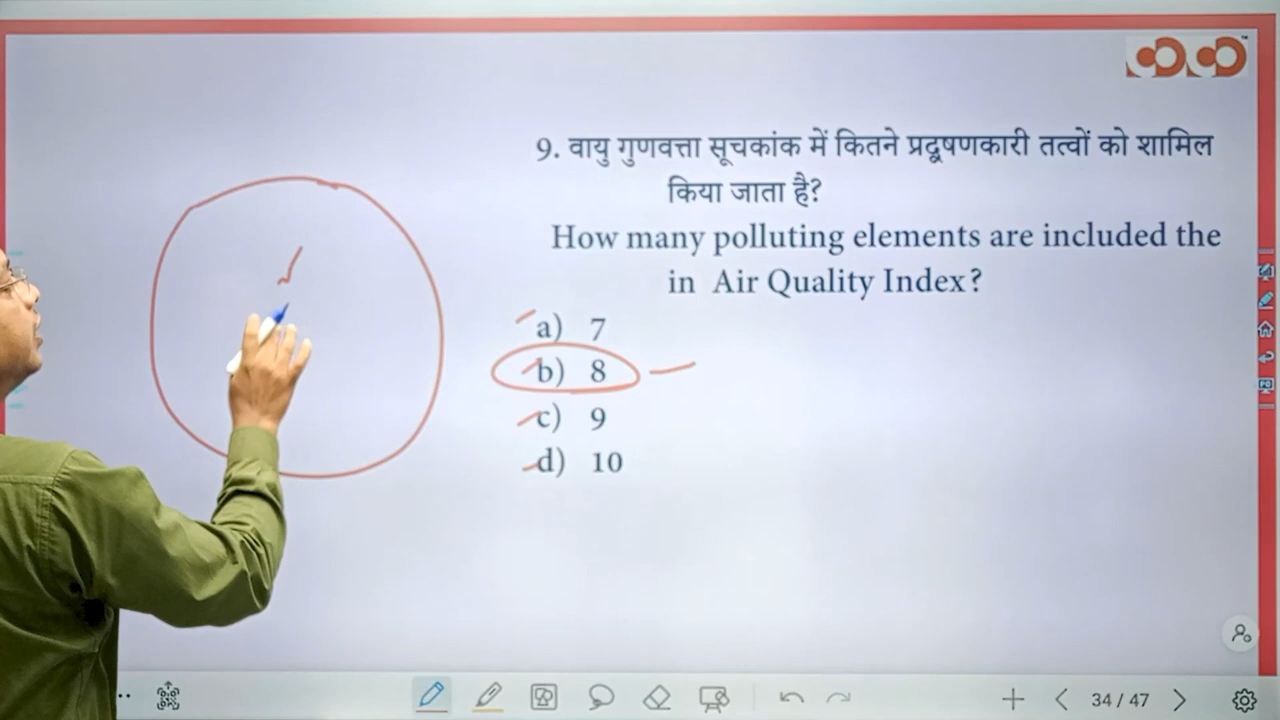 9. वायु गुणवत्ता सूचकांक में कितने प्रदूषणकारी तत्वों को शामिल
किया जाता है?
How many polluting elements are included the
in Air Quality Index?
a) 7
b) 8
c) 9
d) 10
34 / 47